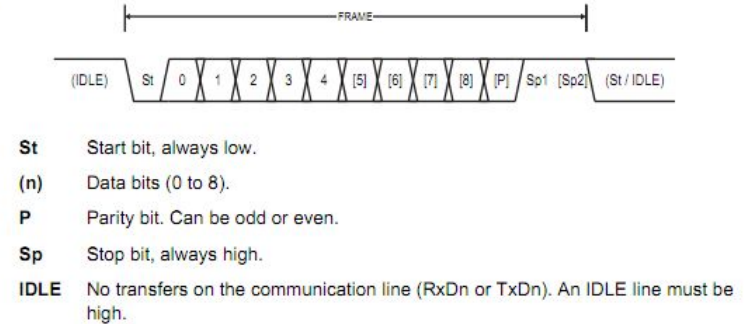 FRAME
(IDLE) St 0 1 2 3 4 [5] [6] [7] [8] [P] Sp1 [Sp2] (St / IDLE)
St Start bit, always low.
(n) Data bits (0 to 8).
P Parity bit. Can be odd or even.
Sp Stop bit, always high.
IDLE No transfers on the communication line (RxDn or TxDn). An IDLE line must be
high.